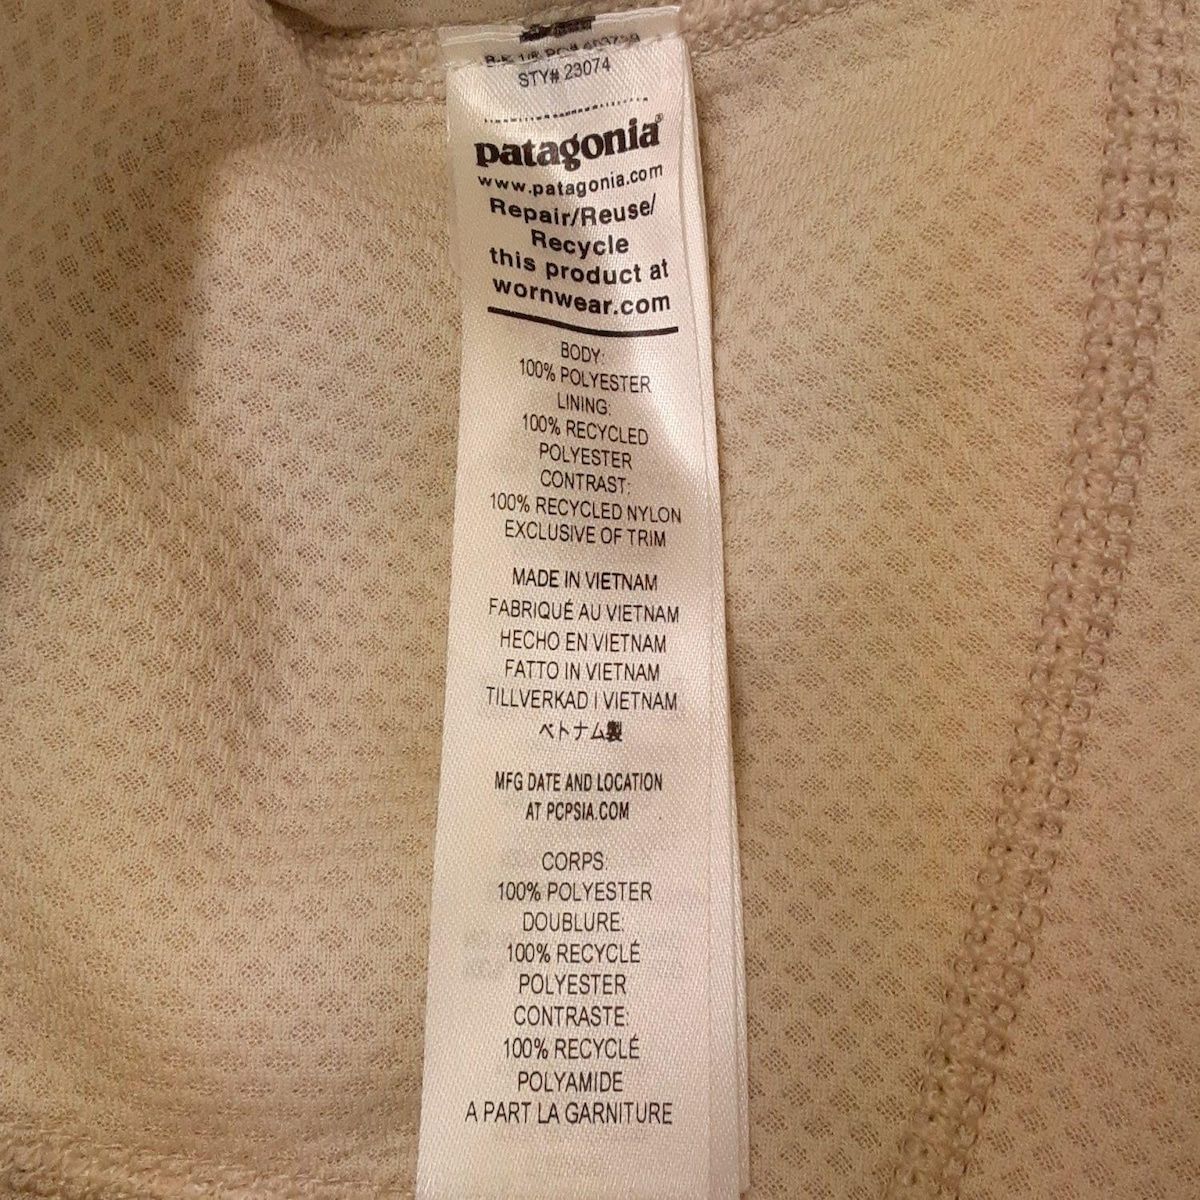 STY# 23074
patagonia®
www.patagonia.com
Repair/Reuse/
Recycle
this product at
wornwear.com
BODY:
100% POLYESTER
LINING:
100% RECYCLED
POLYESTER
CONTRAST:
100% RECYCLED NYLON
EXCLUSIVE OF TRIM
MADE IN VIETNAM
FABRIQUÉ AU VIETNAM
HECHO EN VIETNAM
FATTO IN VIETNAM
TILLVERKAD I VIETNAM
ベトナム製
MFG DATE AND LOCATION
AT PCPSIA.COM
CORPS:
100% POLYESTER
DOUBLURE:
100% RECYCLÉ
POLYESTER
CONTRASTE:
100% RECYCLÉ
POLYAMIDE
A PART LA GARNITURE